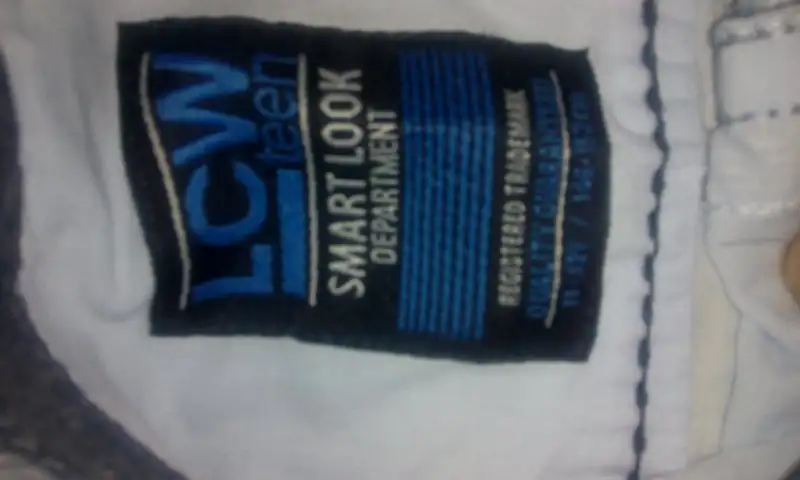 LCW
teen
SMART LOOK
DEPARTMENT
REGISTERED TRADEMARK
QUALITY GUARANTEED